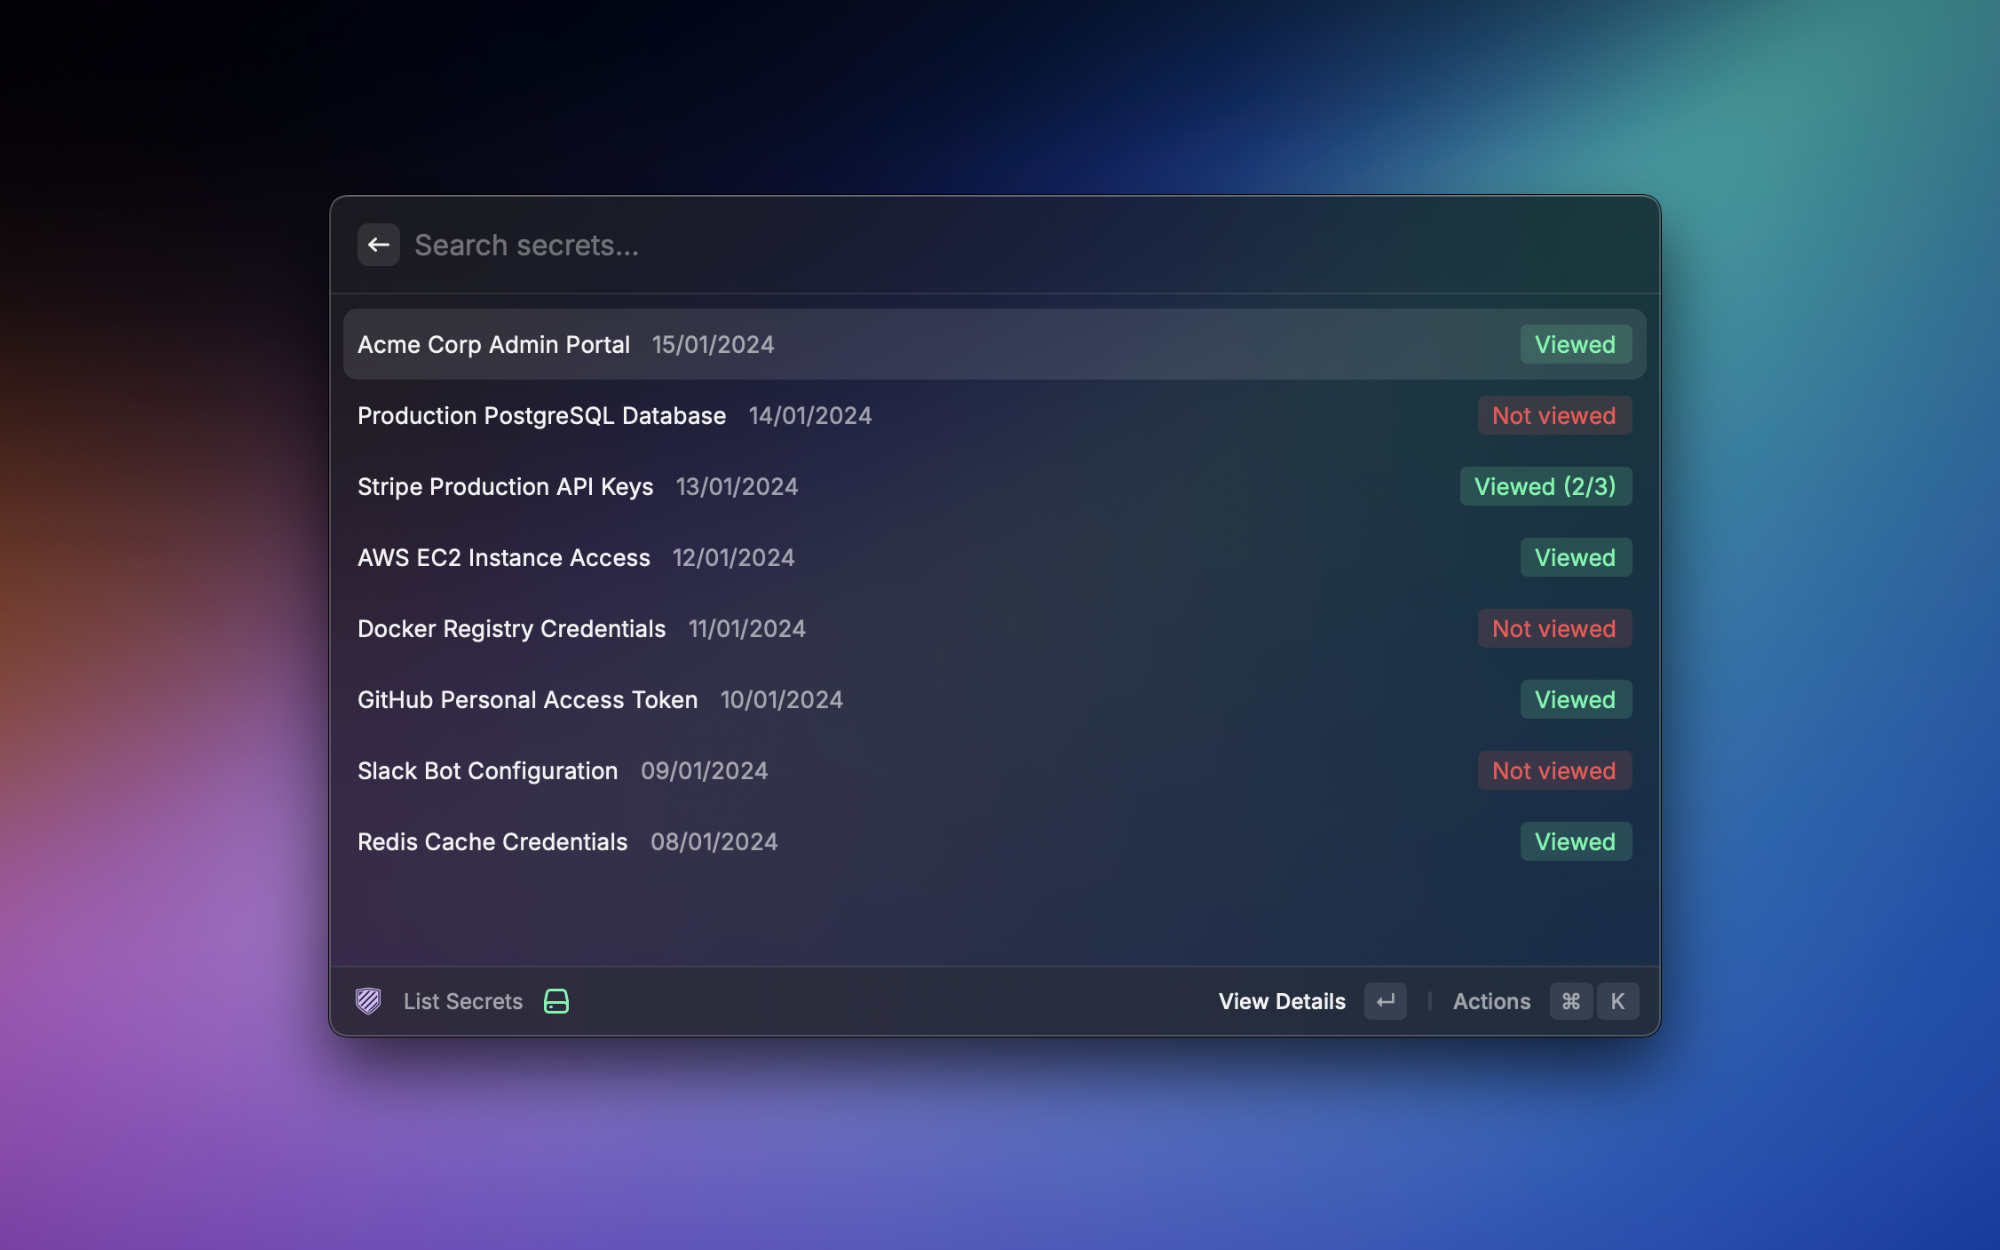 Search secrets...
Acme Corp Admin Portal 15/01/2024 Viewed
Production PostgreSQL Database 14/01/2024 Not viewed
Stripe Production API Keys 13/01/2024 Viewed (2/3)
AWS EC2 Instance Access 12/01/2024 Viewed
Docker Registry Credentials 11/01/2024 Not viewed
GitHub Personal Access Token 10/01/2024 Viewed
Slack Bot Configuration 09/01/2024 Not viewed
Redis Cache Credentials 08/01/2024 Viewed
List Secrets View Details ↵ Actions ⌘ K